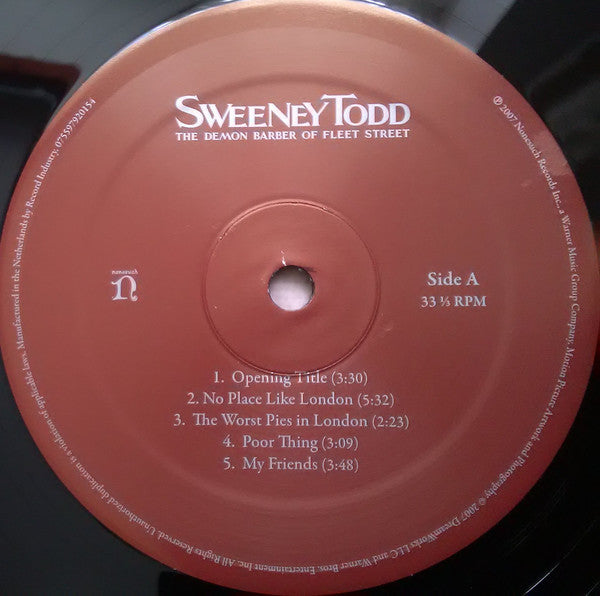 SWEENEY TODD
THE DEMON BARBER OF FLEET STREET
nonesuch
Side A
33 ⅓ RPM
1. Opening Title (3:30)
2. No Place Like London (5:32)
3. The Worst Pies in London (2:23)
4. Poor Thing (3:09)
5. My Friends (3:48)
℗ 2007 Nonesuch Records Inc., a Warner Music Group Company. Motion Picture Artwork and Photography © 2007 DreamWorks LLC and Warner Bros. Entertainment Inc. All Rights Reserved. Unauthorized duplication is a violation of applicable laws. Manufactured in the Netherlands by Record Industry. 075597920154